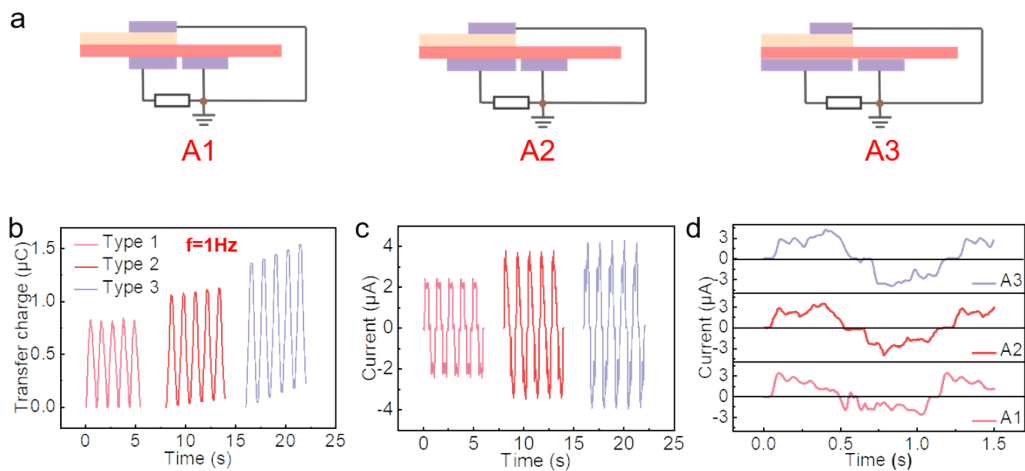 a
A1 A2 A3
b
Transfer charge (μC)
1.5
1.0
0.5
0.0
Type 1
Type 2
Type 3
f=1Hz
0 5 10 15 20 25
Time (s)
c
Current (μA)
4
2
0
-2
-4
0 5 10 15 20 25
Time (s)
d
Current (μA)
3
0
-3
A3
3
0
-3
A2
3
0
-3
A1
0.0 0.5 1.0 1.5
Time (s)